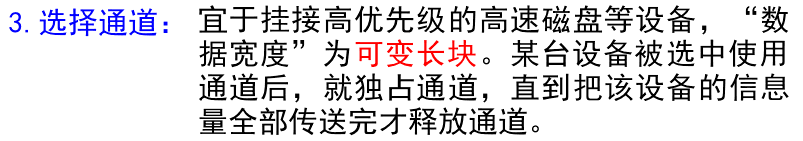 3.选择通道：宜于挂接高优先级的高速磁盘等设备，“数
据宽度”为可变长块。某台设备被选中使用
通道后，就独占通道，直到把该设备的信息
量全部传送完才释放通道。